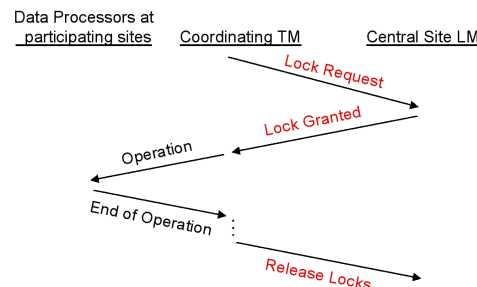 Data Processors at
participating sites
Coordinating TM
Central Site LM
Lock Request
Lock Granted
Operation
End of Operation
Release Locks